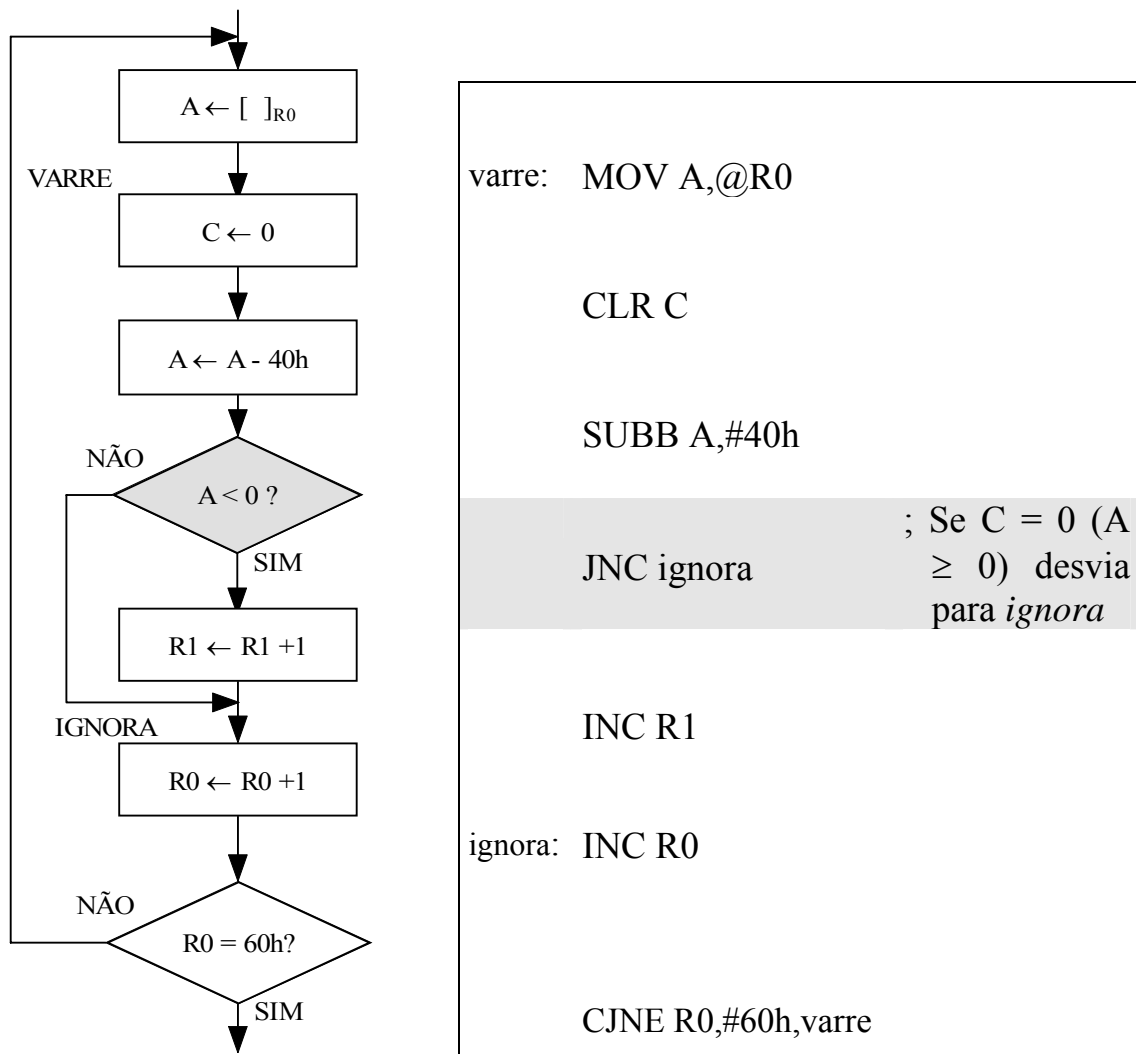 A ← [ ]R0
VARRE
C ← 0
A ← A - 40h
NÃO
A < 0 ?
SIM
R1 ← R1 +1
IGNORA
R0 ← R0 +1
NÃO
R0 = 60h?
SIM
varre: MOV A,@R0
CLR C
SUBB A,#40h
JNC ignora
; Se C = 0 (A
≥ 0) desvia
para ignora
INC R1
ignora: INC R0
CJNE R0,#60h,varre